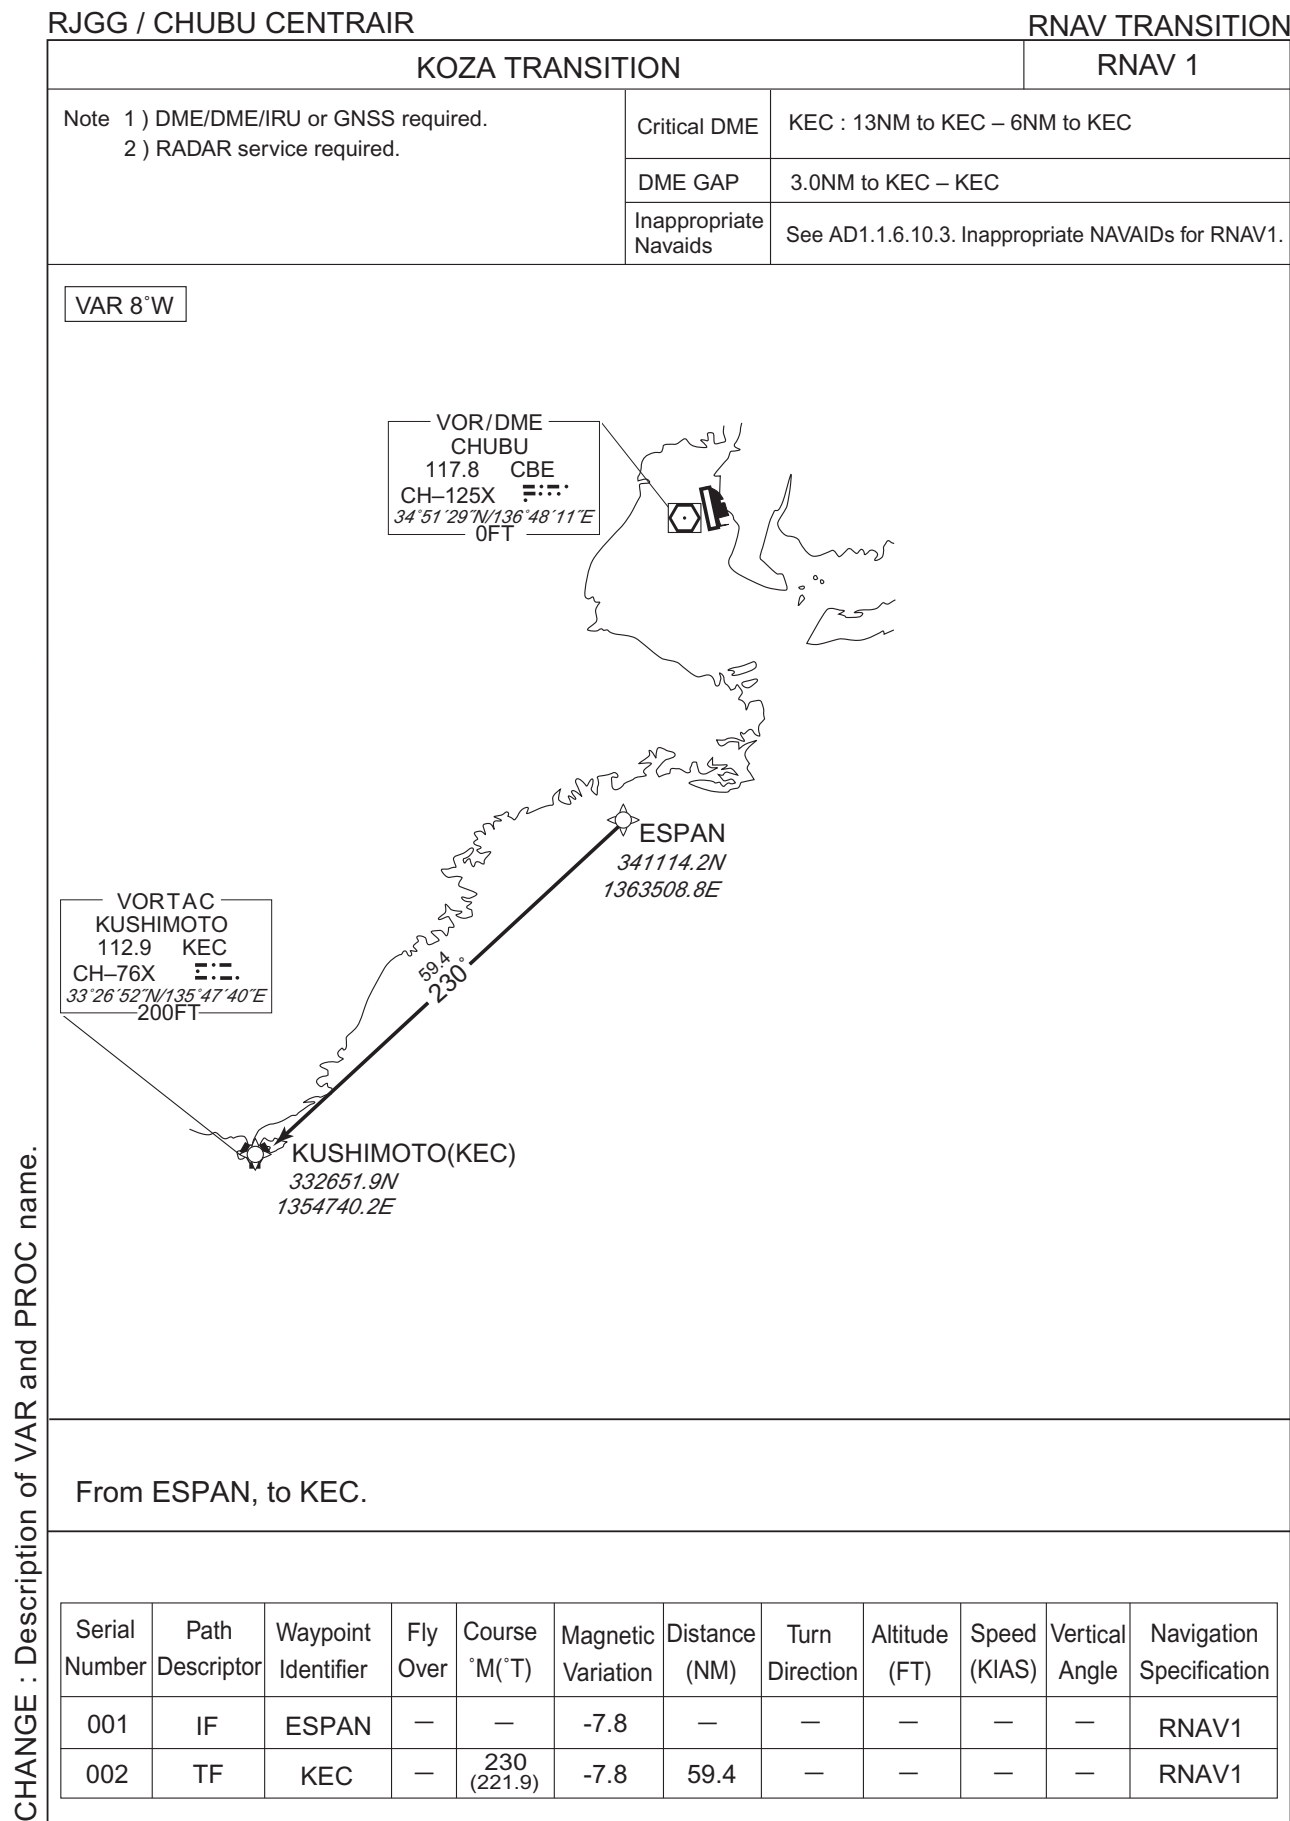 RJGG / CHUBU CENTRAIR
RNAV TRANSITION
KOZA TRANSITION
RNAV 1
Note 1 ) DME/DME/IRU or GNSS required.
2 ) RADAR service required.
Critical DME
KEC : 13NM to KEC – 6NM to KEC
DME GAP
3.0NM to KEC – KEC
Inappropriate
Navaids
See AD1.1.6.10.3. Inappropriate NAVAIDs for RNAV1.
VAR 8˚W
VOR/DME
CHUBU
117.8 CBE
CH–125X
34˚51´29˝N/136˚48´11˝E
0FT
ESPAN
341114.2N
1363508.8E
VORTAC
KUSHIMOTO
112.9 KEC
CH–76X
33˚26´52˝N/135˚47´40˝E
200FT
59.4
230˚
KUSHIMOTO(KEC)
332651.9N
1354740.2E
From ESPAN, to KEC.
Serial Number Path Descriptor Waypoint Identifier Fly Over Course ˚M(˚T) Magnetic Variation Distance (NM) Turn Direction Altitude (FT) Speed (KIAS) Vertical Angle Navigation Specification
001 IF ESPAN – – -7.8 – – – – – RNAV1
002 TF KEC – 230 (221.9) -7.8 59.4 – – – – RNAV1
CHANGE : Description of VAR and PROC name.